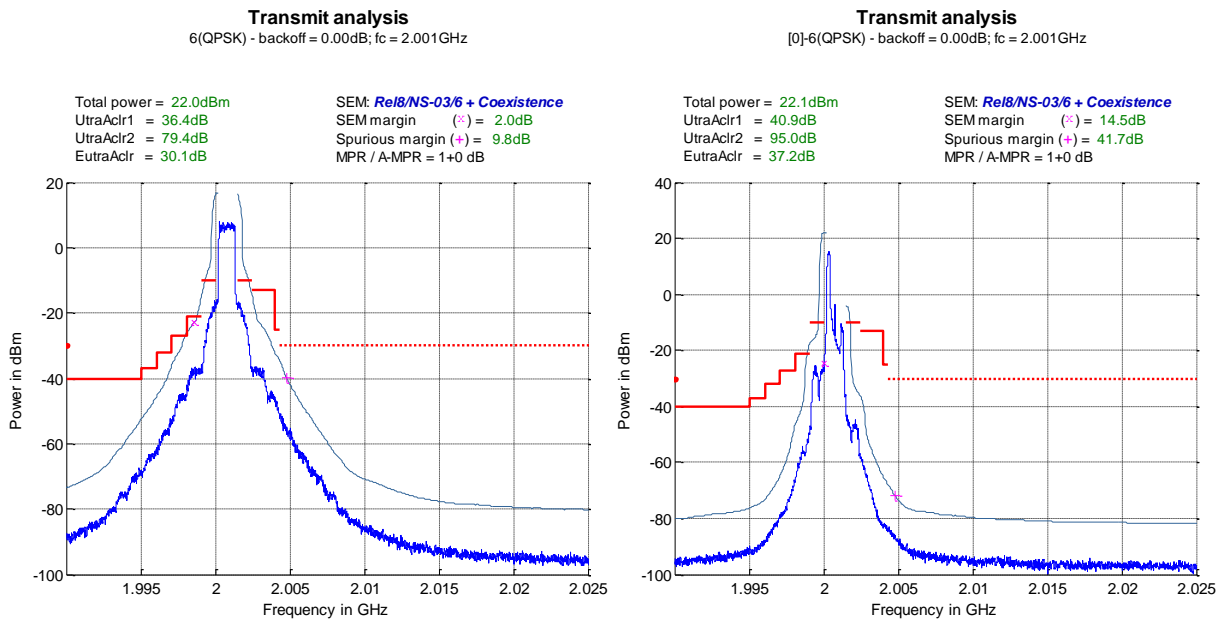 Transmit analysis
6(QPSK) - backoff = 0.00dB; fc = 2.001GHz
Total power = 22.0dBm
UtraAclr1 = 36.4dB
UtraAclr2 = 79.4dB
EutraAclr = 30.1dB
SEM: Rel8/NS-03/6 + Coexistence
SEM margin (×) = 2.0dB
Spurious margin (+) = 9.8dB
MPR / A-MPR = 1+0 dB
Power in dBm
20
0
-20
-40
-60
-80
-100
1.995
2
2.005
2.01
2.015
2.02
2.025
Frequency in GHz
Transmit analysis
[0]-6(QPSK) - backoff = 0.00dB; fc = 2.001GHz
Total power = 22.1dBm
UtraAclr1 = 40.9dB
UtraAclr2 = 95.0dB
EutraAclr = 37.2dB
SEM: Rel8/NS-03/6 + Coexistence
SEM margin (×) = 14.5dB
Spurious margin (+) = 41.7dB
MPR / A-MPR = 1+0 dB
Power in dBm
40
20
0
-20
-40
-60
-80
-100
1.995
2
2.005
2.01
2.015
2.02
2.025
Frequency in GHz